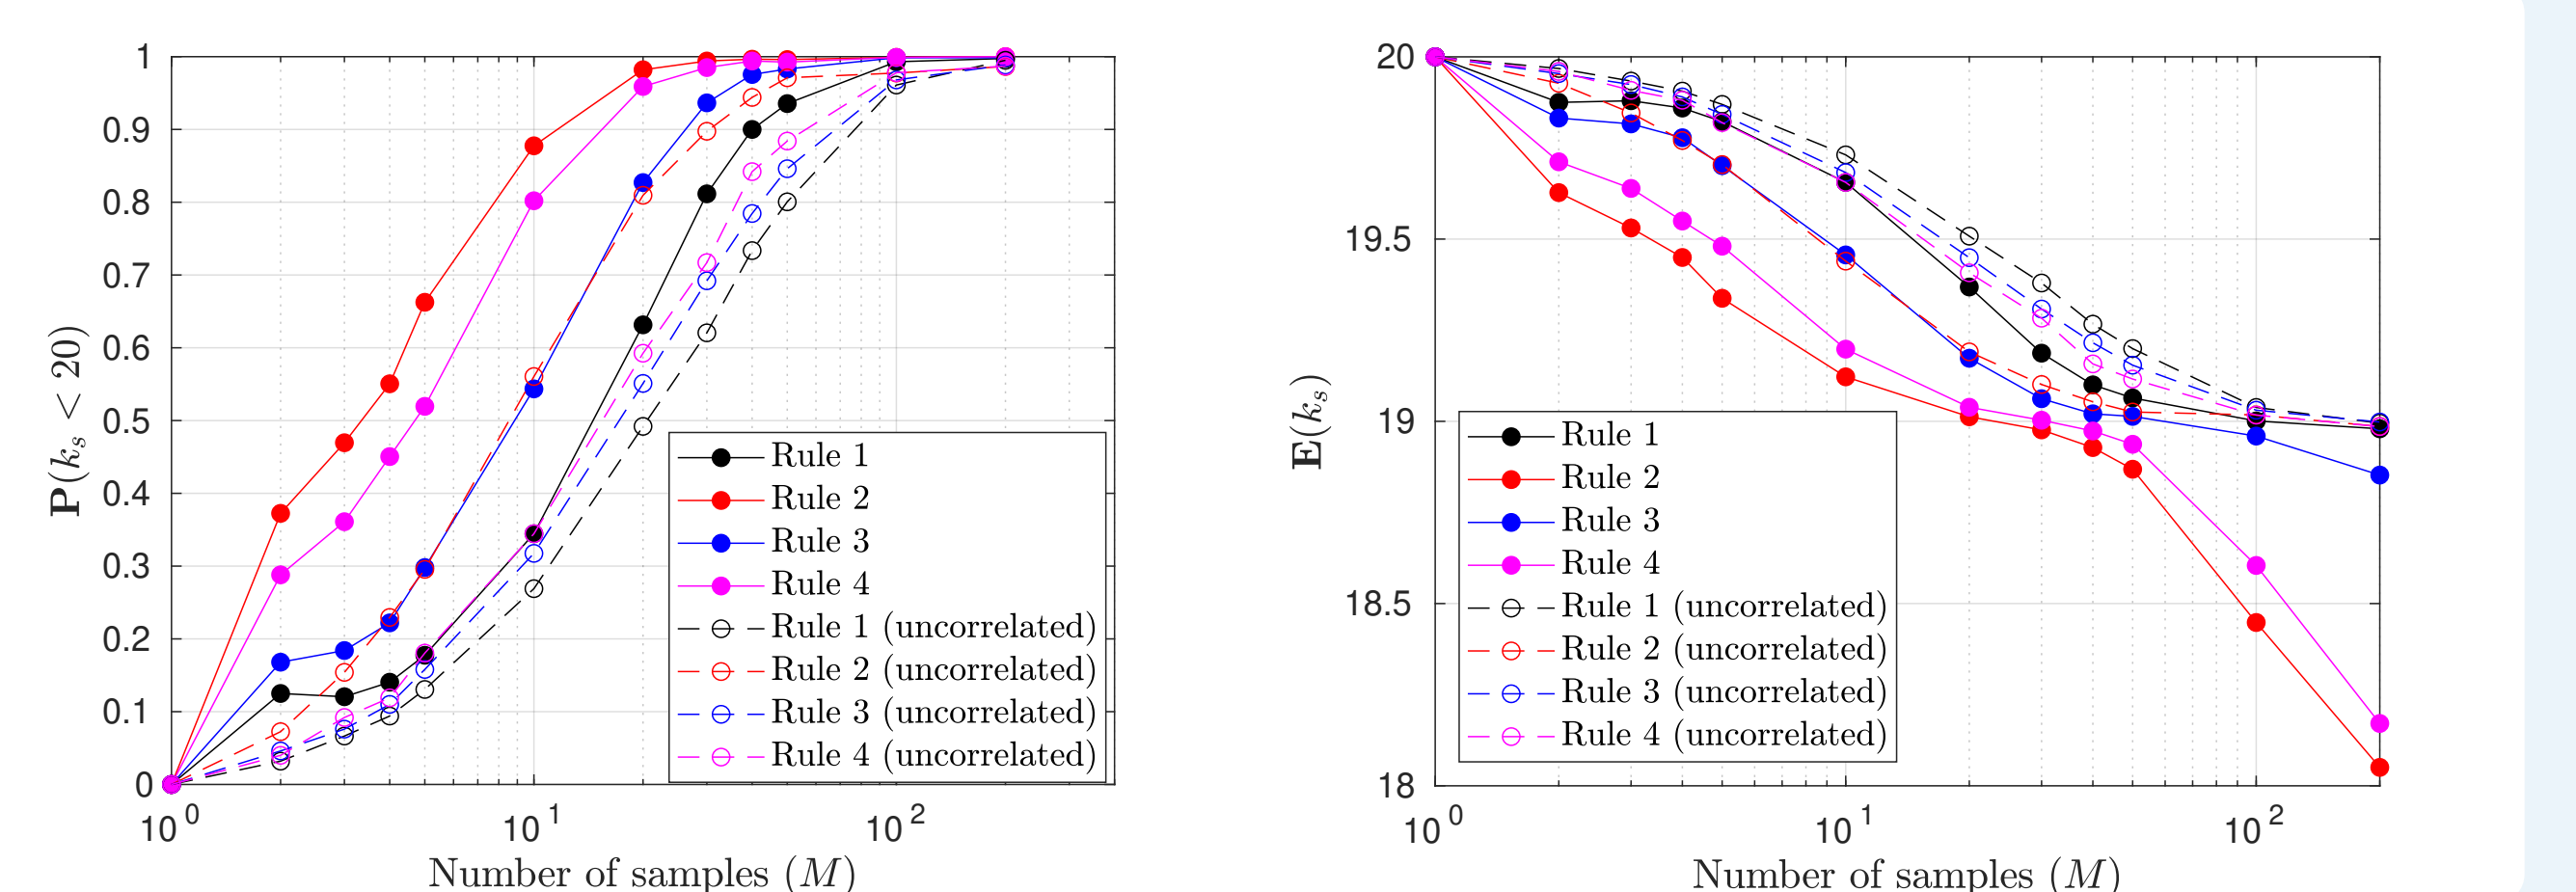 1
0.9
0.8
0.7
0.6
0.5
0.4
0.3
0.2
0.1
0
P(k_s < 20)
10^0 10^1 10^2
Number of samples (M)
Rule 1
Rule 2
Rule 3
Rule 4
Rule 1 (uncorrelated)
Rule 2 (uncorrelated)
Rule 3 (uncorrelated)
Rule 4 (uncorrelated)
20
19.5
19
18.5
18
E(k_s)
10^0 10^1 10^2
Number of samples (M)
Rule 1
Rule 2
Rule 3
Rule 4
Rule 1 (uncorrelated)
Rule 2 (uncorrelated)
Rule 3 (uncorrelated)
Rule 4 (uncorrelated)